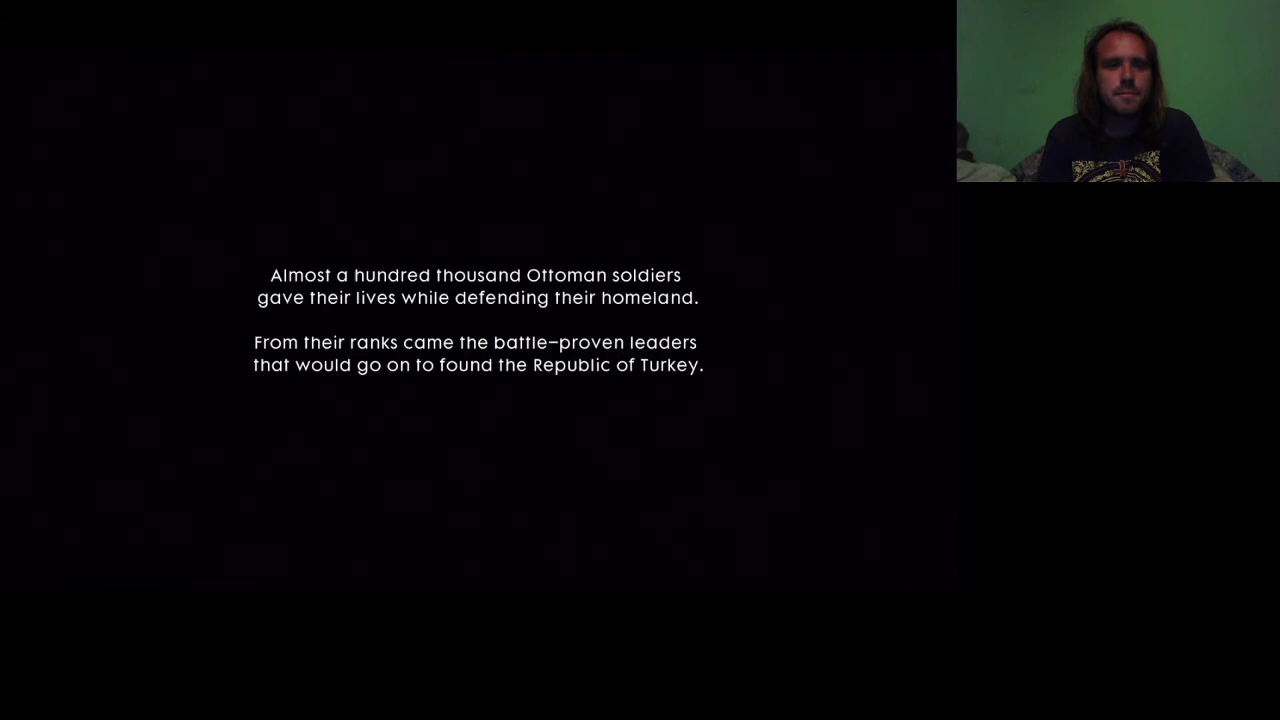 Almost a hundred thousand Ottoman soldiers
gave their lives while defending their homeland.
From their ranks came the battle-proven leaders
that would go on to found the Republic of Turkey.